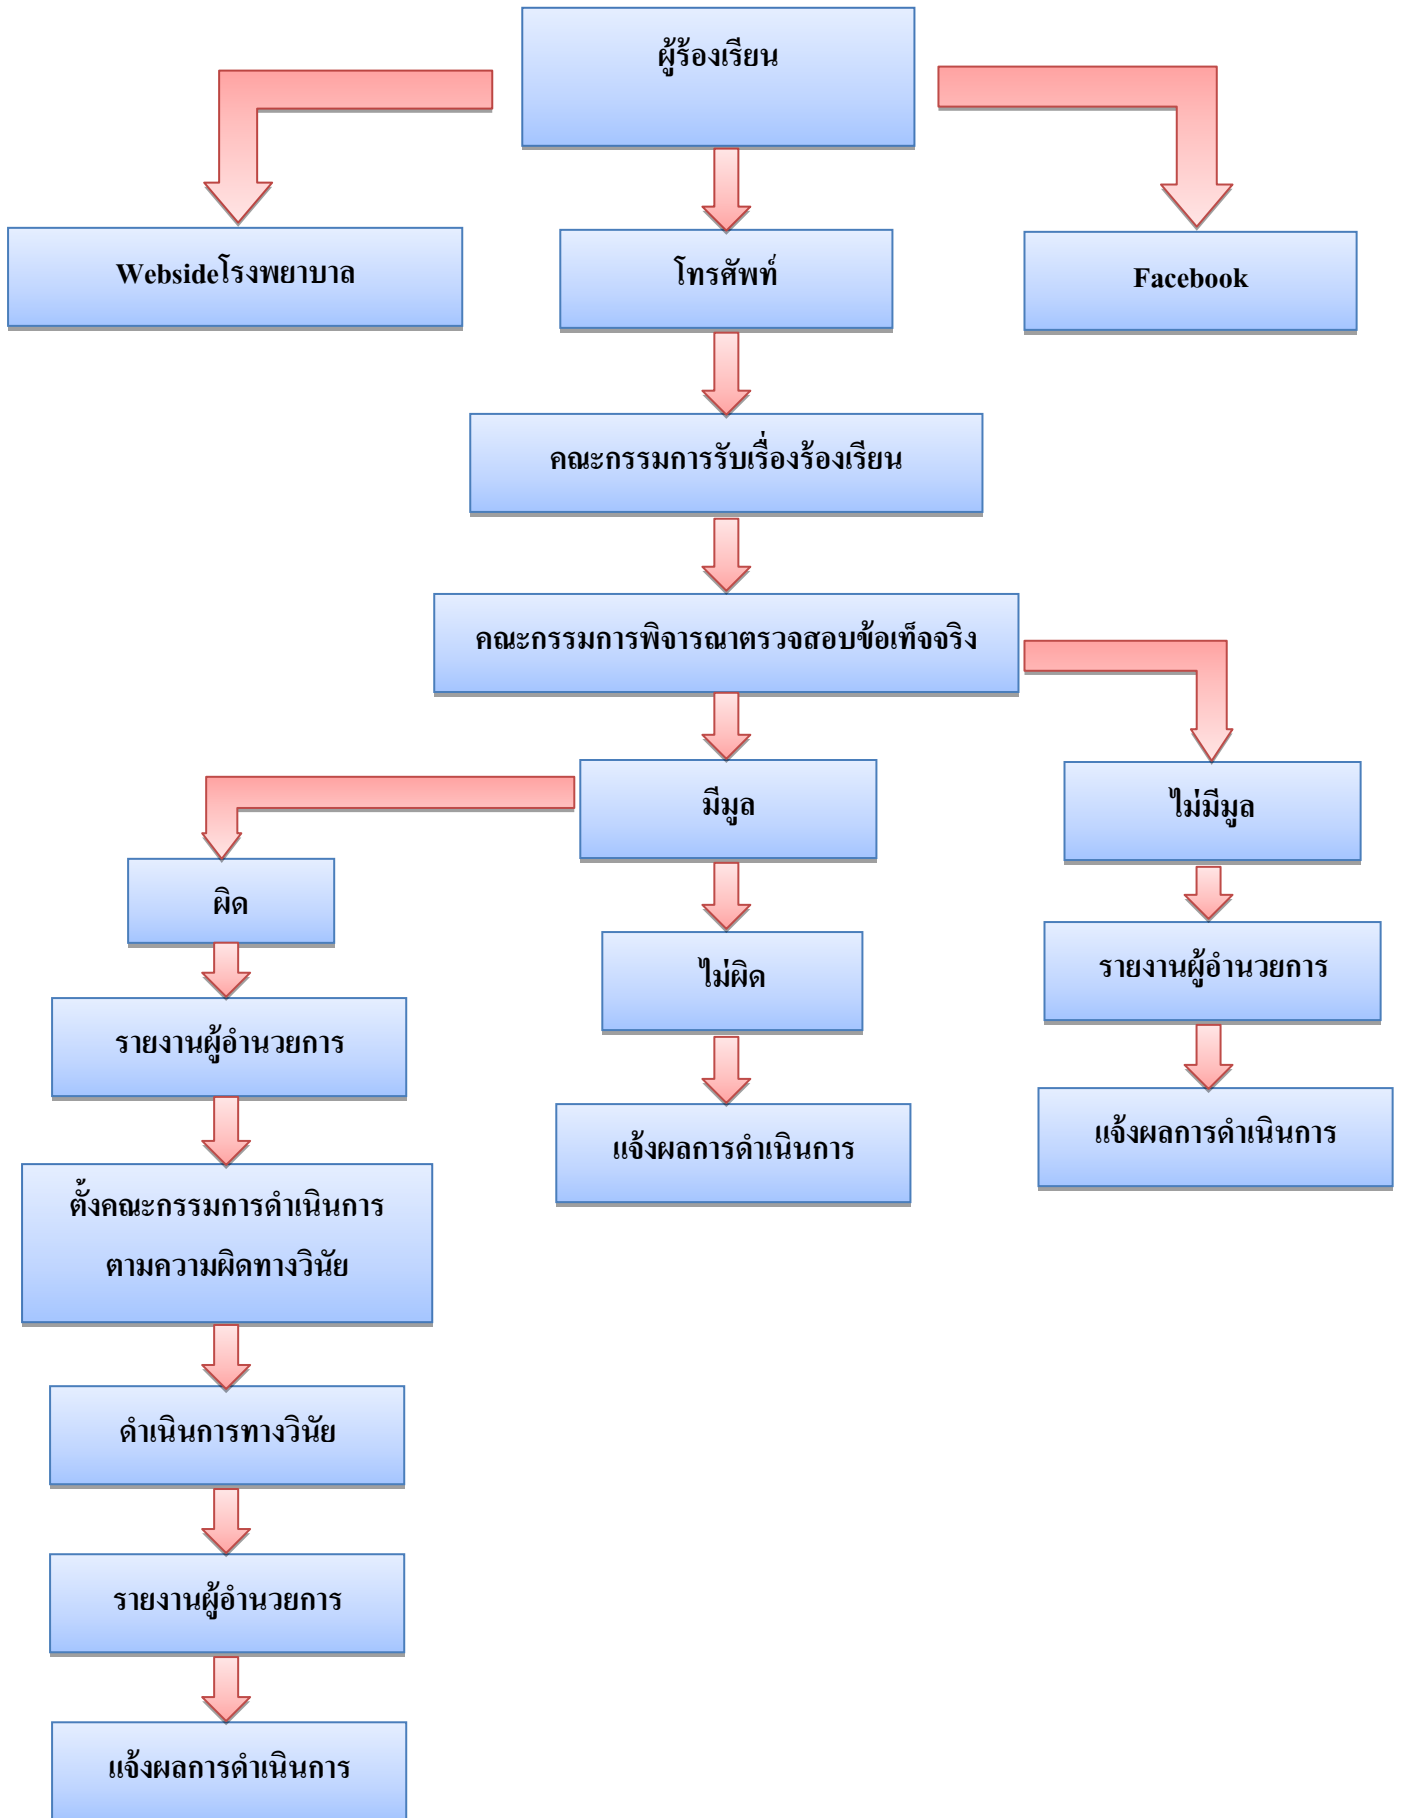 ผู้ร้องเรียน
Websideโรงพยาบาล
โทรศัพท์
Facebook
คณะกรรมการรับเรื่องร้องเรียน
คณะกรรมการพิจารณาตรวจสอบข้อเท็จจริง
มีมูล
ไม่มีมูล
ผิด
ไม่ผิด
รายงานผู้อำนวยการ
รายงานผู้อำนวยการ
แจ้งผลการดำเนินการ
แจ้งผลการดำเนินการ
ตั้งคณะกรรมการดำเนินการ
ตามความผิดทางวินัย
ดำเนินการทางวินัย
รายงานผู้อำนวยการ
แจ้งผลการดำเนินการ